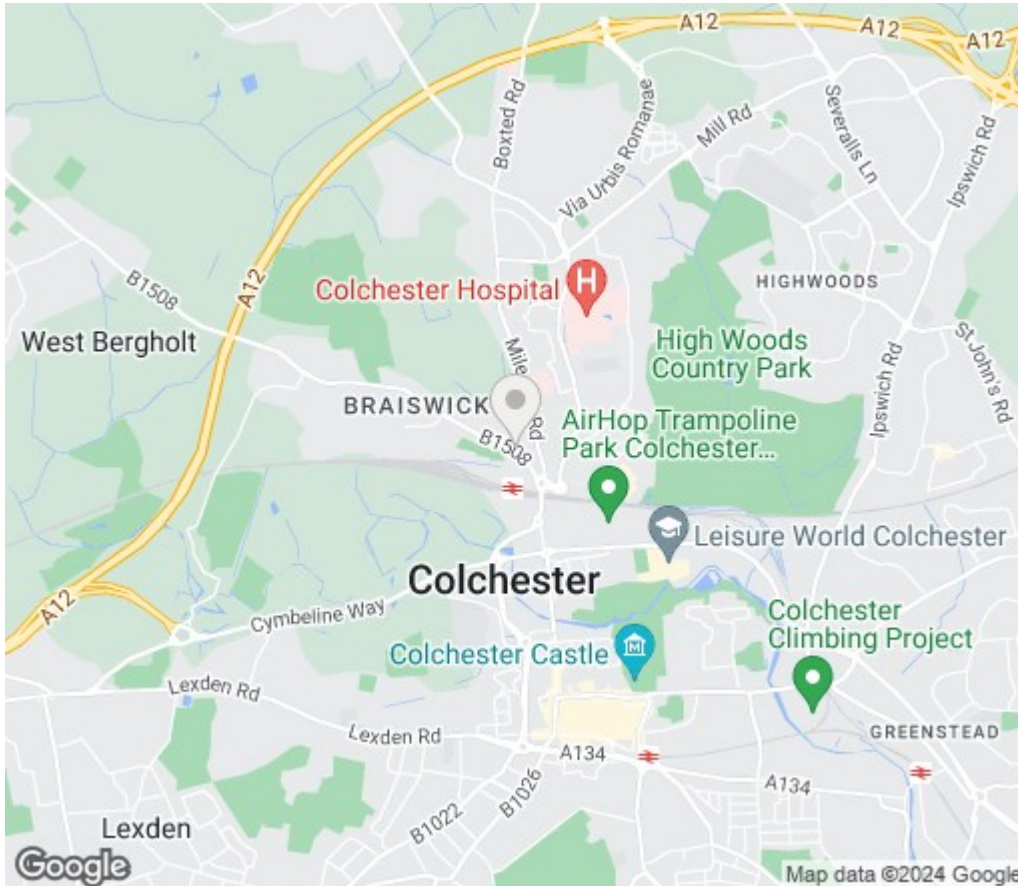 A12
A12
A12
Boxted Rd
Mill Rd
Severalls Ln
Via Urbis Romanae
Ipswich Rd
A12
B1508
Colchester Hospital
H
HIGHWOODS
West Bergholt
Mile
Rd
High Woods
Country Park
St John's Rd
Ipswich Rd
BRAISWICK
B1508
AirHop Trampoline
Park Colchester...
Leisure World Colchester
Colchester
A12
Cymbeline Way
Colchester
Climbing Project
Colchester Castle
M
Lexden Rd
Lexden Rd
GREENSTEAD
A134
A134
B1026
B1022
Lexden
Google
Map data ©2024 Google